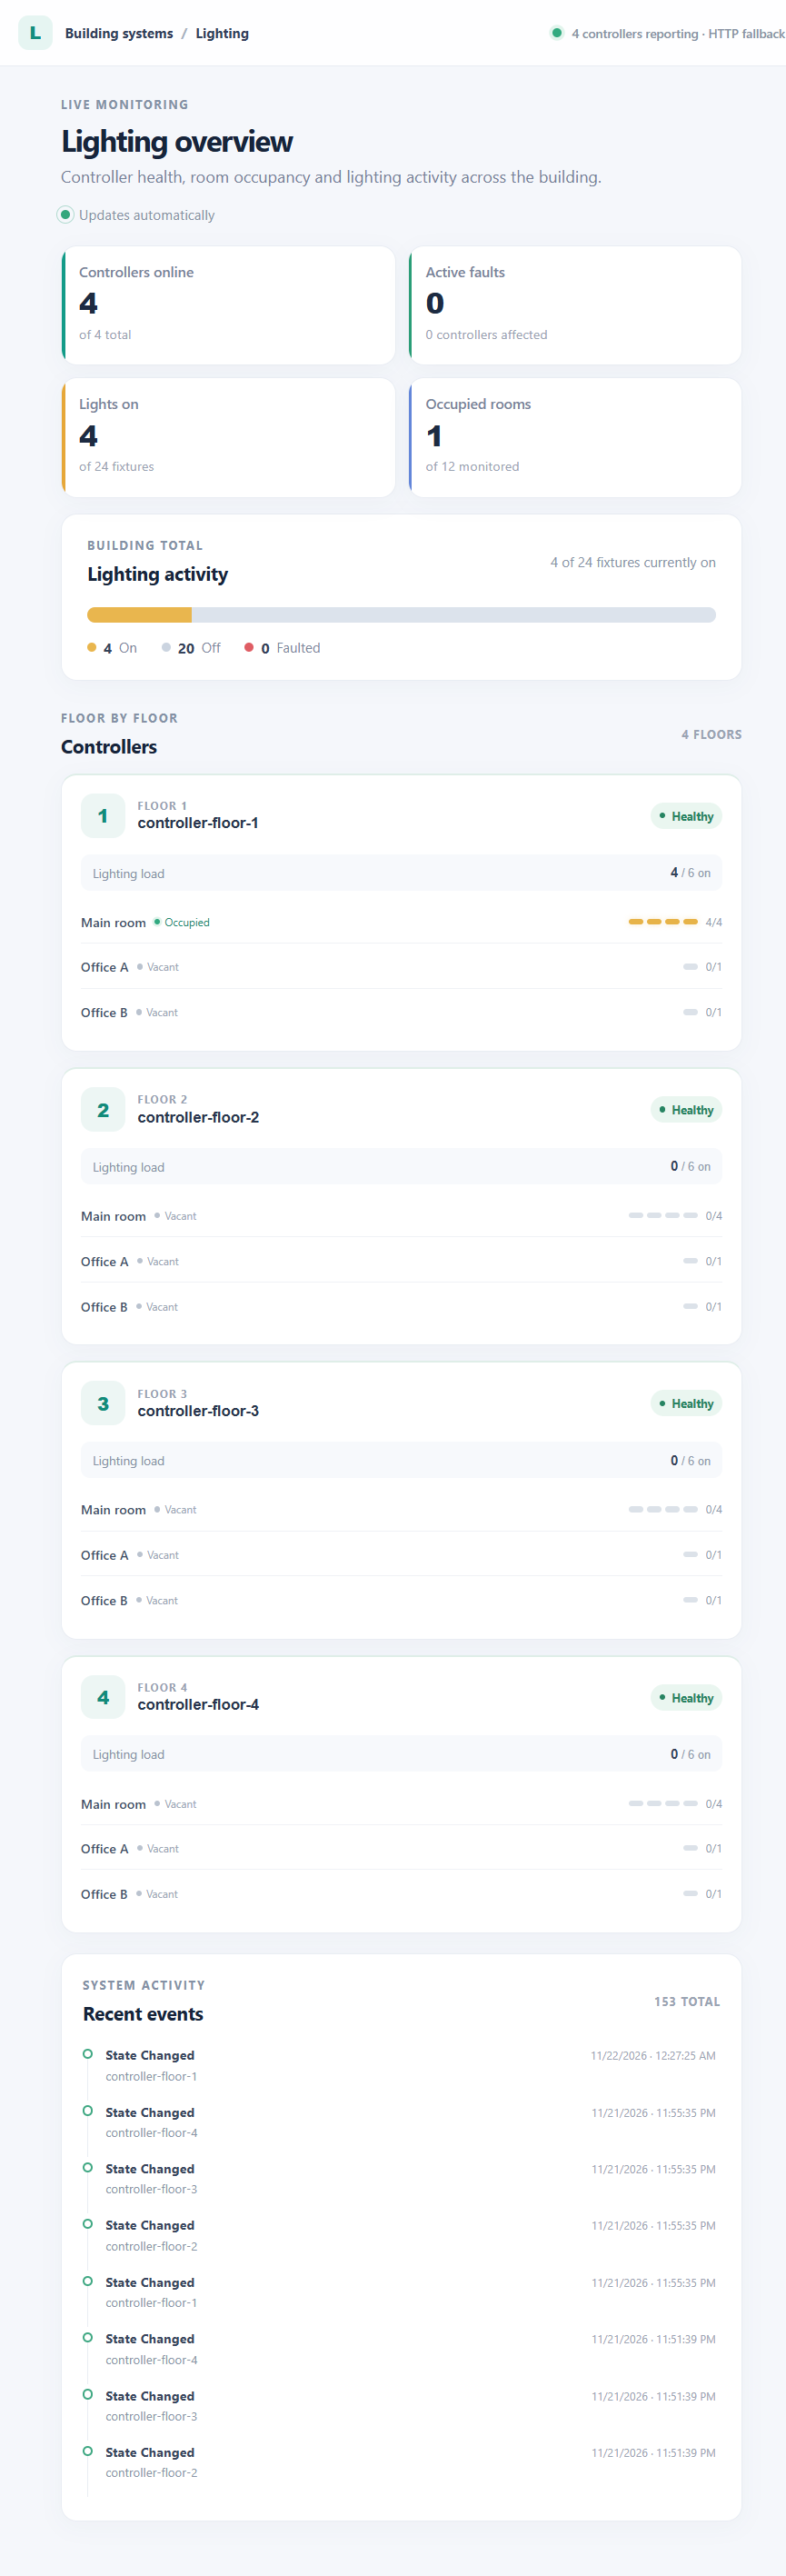 L Building systems / Lighting 4 controllers reporting · HTTP fallback
LIVE MONITORING
Lighting overview
Controller health, room occupancy and lighting activity across the building.
Updates automatically
Controllers online
4
of 4 total
Active faults
0
0 controllers affected
Lights on
4
of 24 fixtures
Occupied rooms
1
of 12 monitored
BUILDING TOTAL
Lighting activity
4 of 24 fixtures currently on
4 On 20 Off 0 Faulted
FLOOR BY FLOOR
Controllers
4 FLOORS
1
FLOOR 1
controller-floor-1
Healthy
Lighting load 4 / 6 on
Main room Occupied 4/4
Office A Vacant 0/1
Office B Vacant 0/1
2
FLOOR 2
controller-floor-2
Healthy
Lighting load 0 / 6 on
Main room Vacant 0/4
Office A Vacant 0/1
Office B Vacant 0/1
3
FLOOR 3
controller-floor-3
Healthy
Lighting load 0 / 6 on
Main room Vacant 0/4
Office A Vacant 0/1
Office B Vacant 0/1
4
FLOOR 4
controller-floor-4
Healthy
Lighting load 0 / 6 on
Main room Vacant 0/4
Office A Vacant 0/1
Office B Vacant 0/1
SYSTEM ACTIVITY
Recent events
153 TOTAL
State Changed 11/22/2026 · 12:27:25 AM
controller-floor-1
State Changed 11/21/2026 · 11:55:35 PM
controller-floor-4
State Changed 11/21/2026 · 11:55:35 PM
controller-floor-3
State Changed 11/21/2026 · 11:55:35 PM
controller-floor-2
State Changed 11/21/2026 · 11:55:35 PM
controller-floor-1
State Changed 11/21/2026 · 11:51:39 PM
controller-floor-4
State Changed 11/21/2026 · 11:51:39 PM
controller-floor-3
State Changed 11/21/2026 · 11:51:39 PM
controller-floor-2